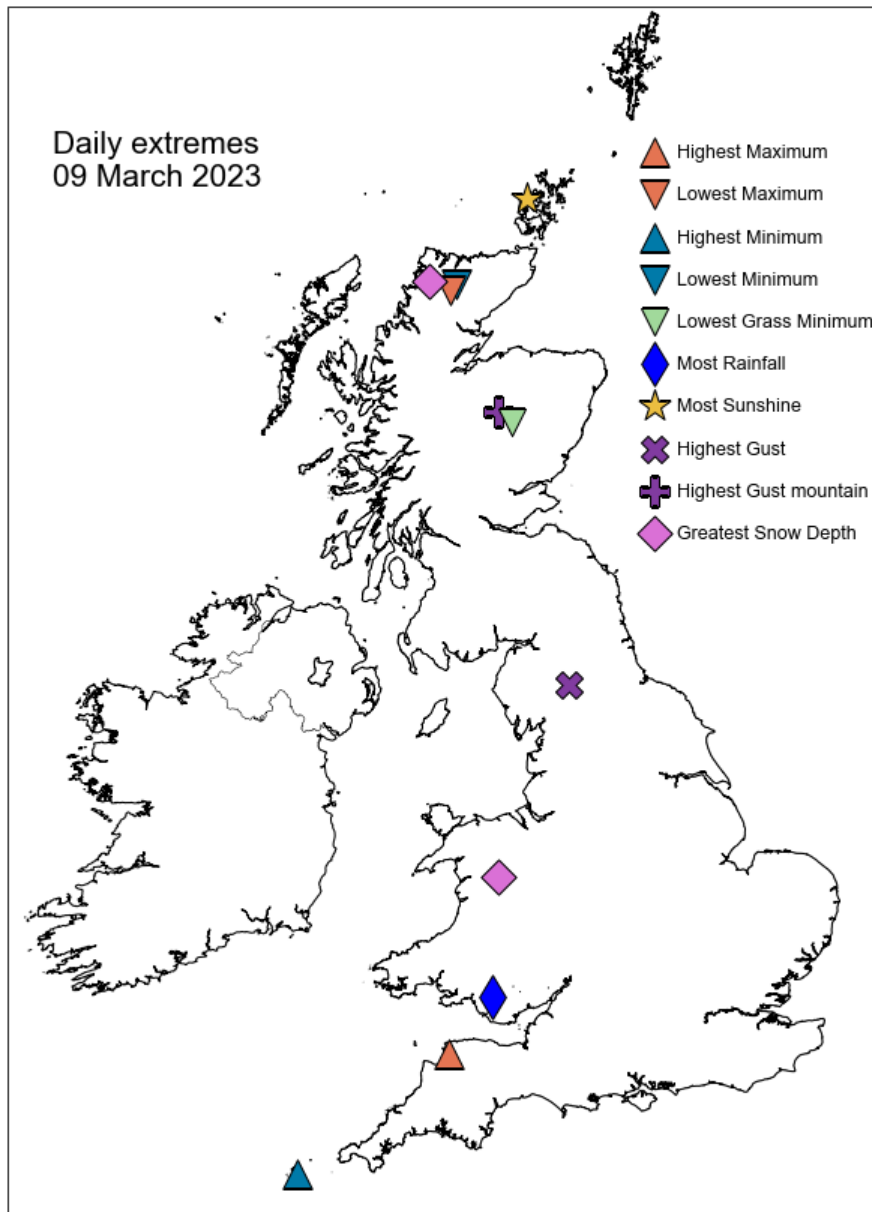 Daily extremes
09 March 2023
Highest Maximum
Lowest Maximum
Highest Minimum
Lowest Minimum
Lowest Grass Minimum
Most Rainfall
Most Sunshine
Highest Gust
Highest Gust mountain
Greatest Snow Depth